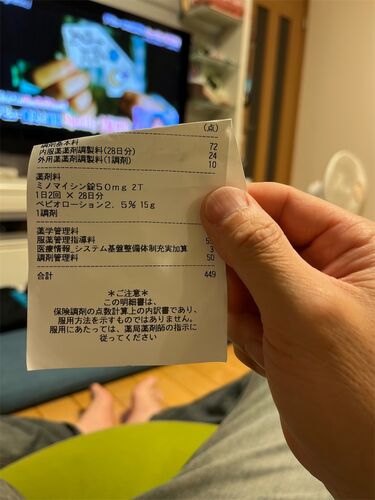 (点)
調剤基本料 72
内服薬薬剤調製料(28日分) 24
外用薬薬剤調製料(1調剤) 10
薬剤料
ミノマイシン錠50mg 2T
1日2回 × 28日分
ベピオローション2.5% 15g
1調剤
薬学管理料
服薬管理指導料
医療情報_システム基盤整備体制充実加算 3
調剤管理料 50
合計 449
*ご注意*
この明細書は、
保険調剤の点数計算上の内訳書であり、
服用方法を示すものではありません。
服用にあたっては、薬局薬剤師の指示に
従ってください